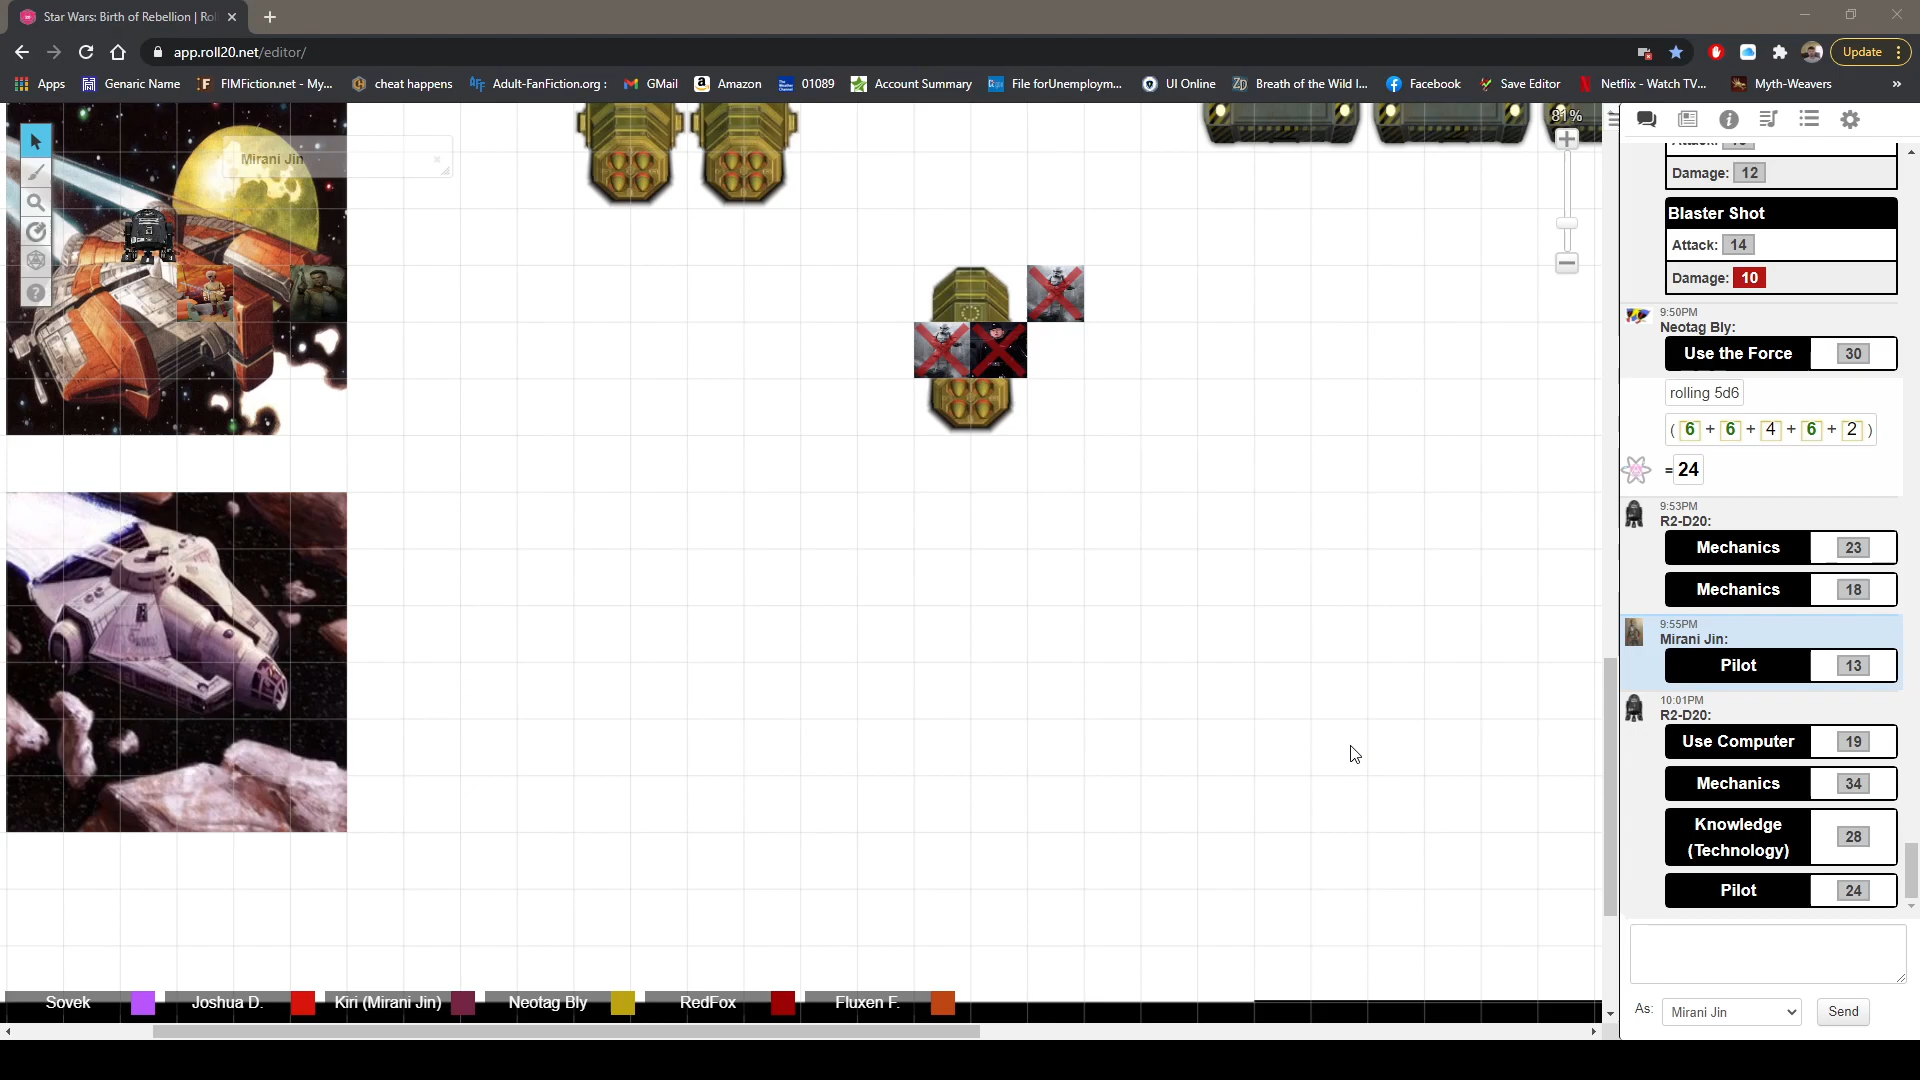 Star Wars: Birth of Rebellion | Rol
app.roll20.net/editor/
Update
Apps
Genaric Name
FIMFiction.net - My...
cheat happens
Adult-FanFiction.org :
GMail
Amazon
01089
Account Summary
File forUnemploym...
UI Online
Breath of the Wild I...
Facebook
Save Editor
Netflix - Watch TV...
Myth-Weavers
»
Mirani Jin
81%
Damage: 12
Blaster Shot
Attack: 14
Damage: 10
9:50PM
Neotag Bly:
Use the Force 30
rolling 5d6
( 6 + 6 + 4 + 6 + 2 )
= 24
9:53PM
R2-D20:
Mechanics 23
Mechanics 18
9:55PM
Mirani Jin:
Pilot 13
10:01PM
R2-D20:
Use Computer 19
Mechanics 34
Knowledge
(Technology) 28
Pilot 24
As: Mirani Jin Send
Sovek
Joshua D.
Kiri (Mirani Jin)
Neotag Bly
RedFox
Fluxen F.